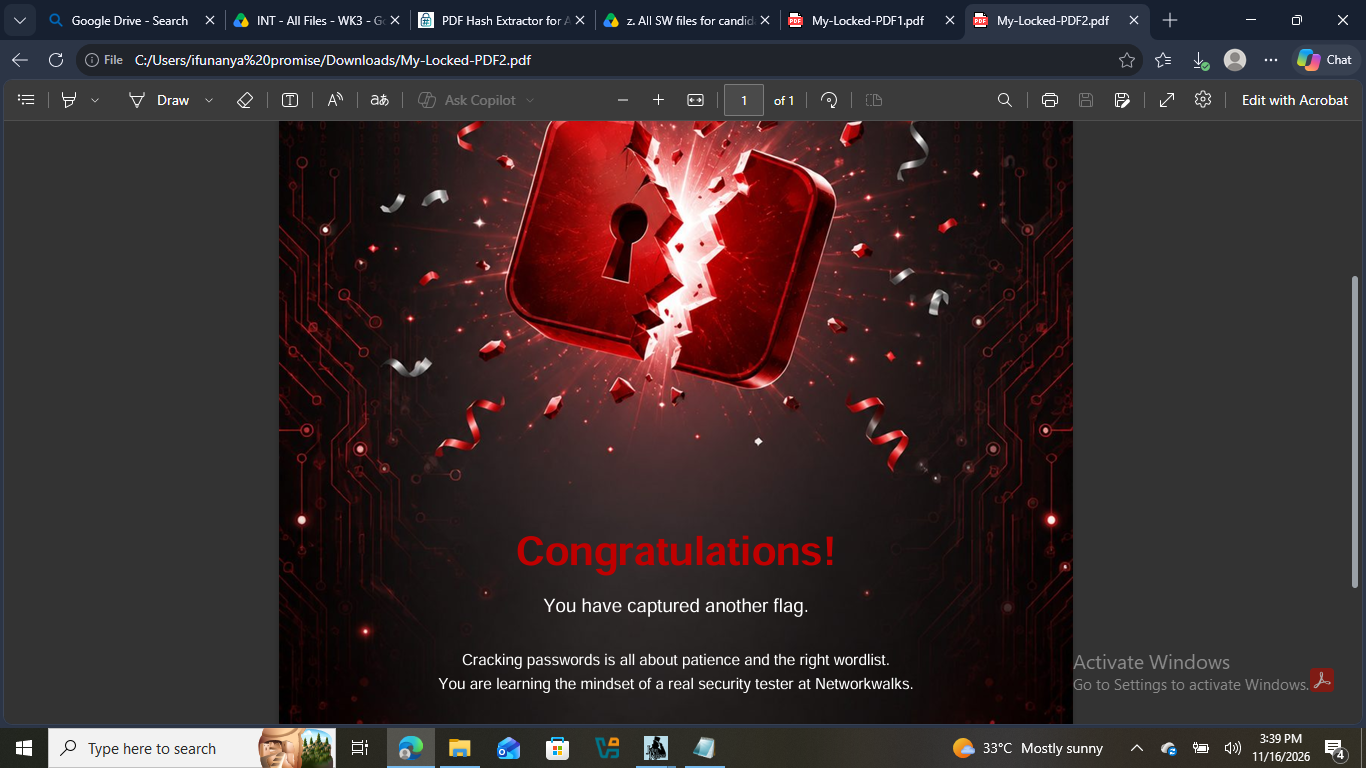 Google Drive - Search
INT - All Files - WK3 - Go
PDF Hash Extractor for A
z. All SW files for candid
My-Locked-PDF1.pdf
My-Locked-PDF2.pdf
File
C:/Users/ifunanya%20promise/Downloads/My-Locked-PDF2.pdf
Chat
Draw
Ask Copilot
1
of 1
Edit with Acrobat
Congratulations!
You have captured another flag.
Cracking passwords is all about patience and the right wordlist.
You are learning the mindset of a real security tester at Networkwalks.
Activate Windows
Go to Settings to activate Windows.
Type here to search
33°C Mostly sunny
3:39 PM
11/16/2026
4